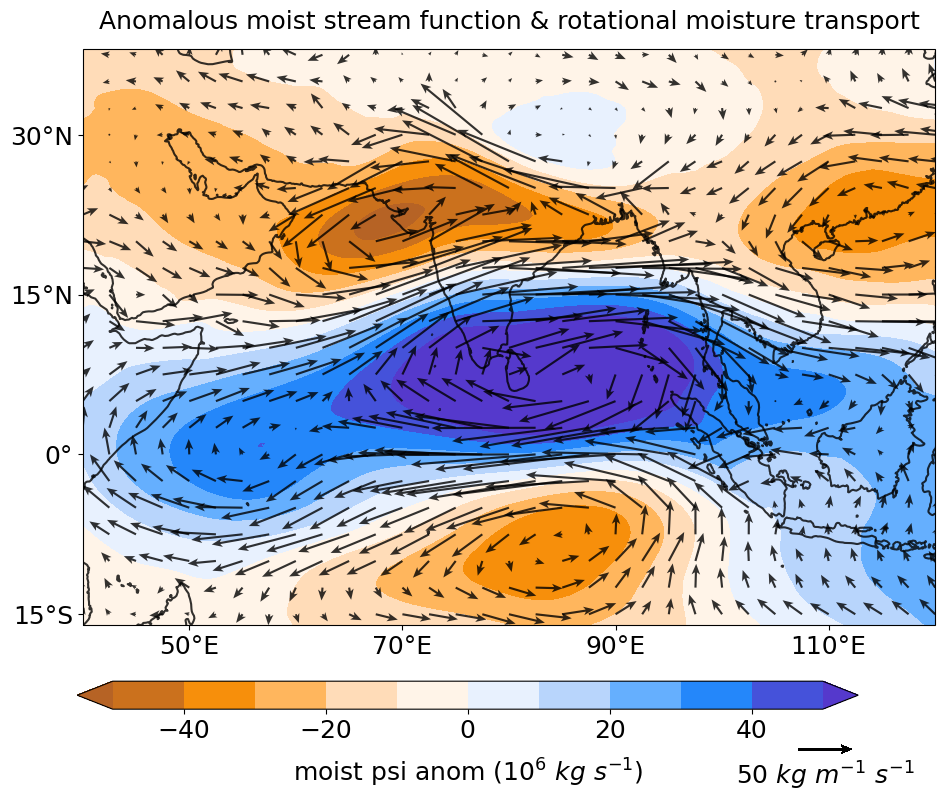 Anomalous moist stream function & rotational moisture transport
30°N
15°N
0°
15°S
50°E 70°E 90°E 110°E
−40 −20 0 20 40
moist psi anom (10⁶ kg s⁻¹)
50 kg m⁻¹ s⁻¹